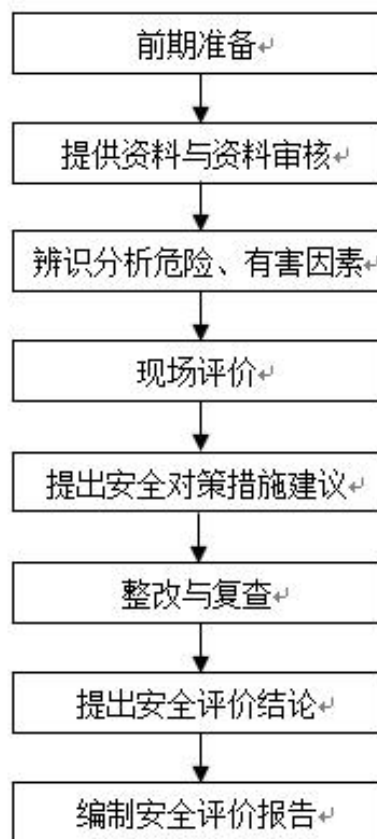 前期准备
提供资料与资料审核
辨识分析危险、有害因素
现场评价
提出安全对策措施建议
整改与复查
提出安全评价结论
编制安全评价报告